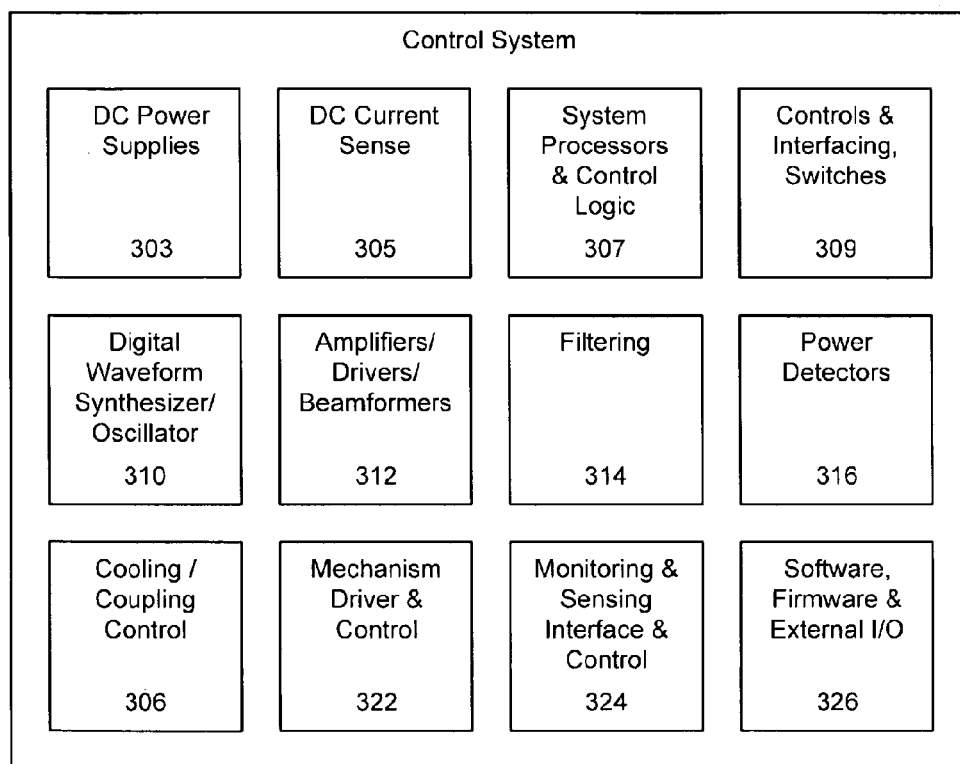 Control System
DC Power
Supplies
303
DC Current
Sense
305
System
Processors
& Control
Logic
307
Controls &
Interfacing,
Switches
309
Digital
Waveform
Synthesizer/
Oscillator
310
Amplifiers/
Drivers/
Beamformers
312
Filtering
314
Power
Detectors
316
Cooling /
Coupling
Control
306
Mechanism
Driver &
Control
322
Monitoring &
Sensing
Interface &
Control
324
Software,
Firmware &
External I/O
326